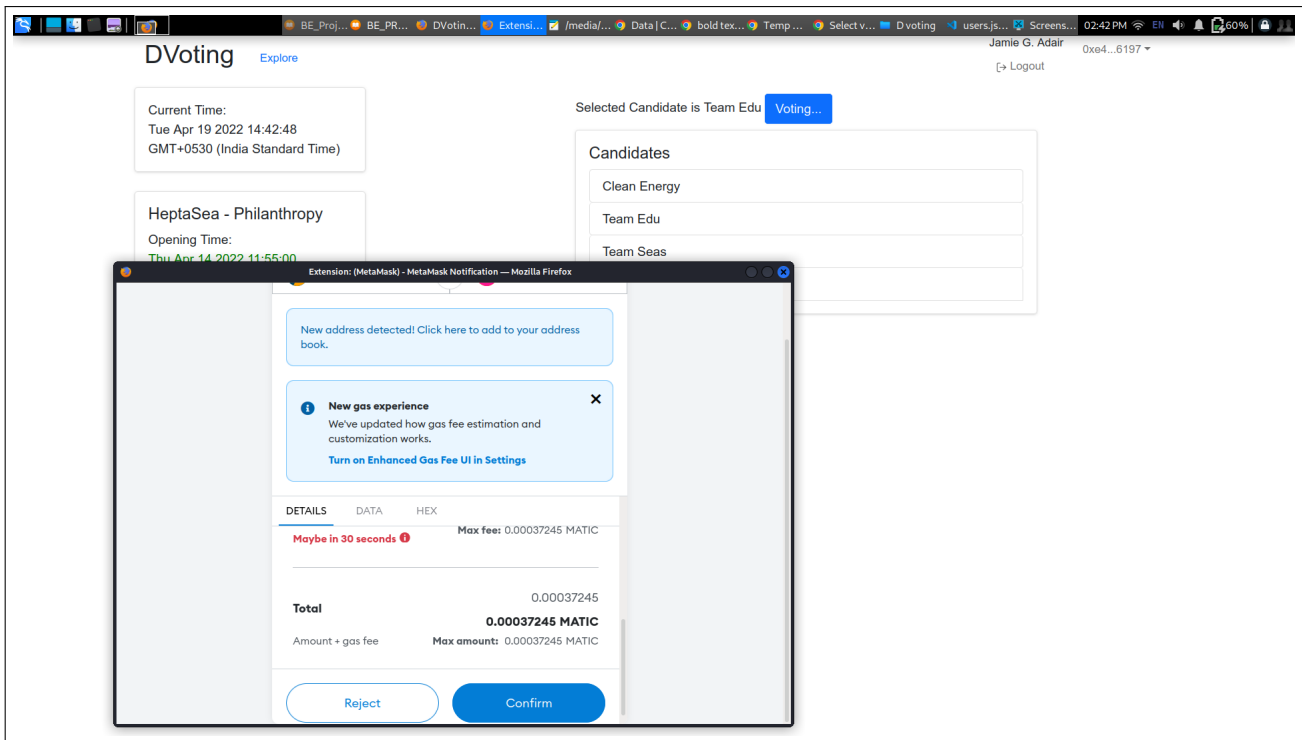 BE_Proj... BE_PR... DVotin... Extensi... /media/... Data | C... bold tex... Temp ... Select v... D voting users.js... Screens... 02:42 PM EN 60%
DVoting Explore
Jamie G. Adair 0xe4...6197
Logout
Current Time:
Tue Apr 19 2022 14:42:48
GMT+0530 (India Standard Time)
HeptaSea - Philanthropy
Opening Time:
Thu Apr 14 2022 11:55:00
Selected Candidate is Team Edu Voting...
Candidates
Clean Energy
Team Edu
Team Seas
Extension: (MetaMask) - MetaMask Notification — Mozilla Firefox
New address detected! Click here to add to your address
book.
New gas experience
We've updated how gas fee estimation and
customization works.
Turn on Enhanced Gas Fee UI in Settings
DETAILS DATA HEX
Maybe in 30 seconds Max fee: 0.00037245 MATIC
0.00037245
Total
0.00037245 MATIC
Amount + gas fee Max amount: 0.00037245 MATIC
Reject Confirm